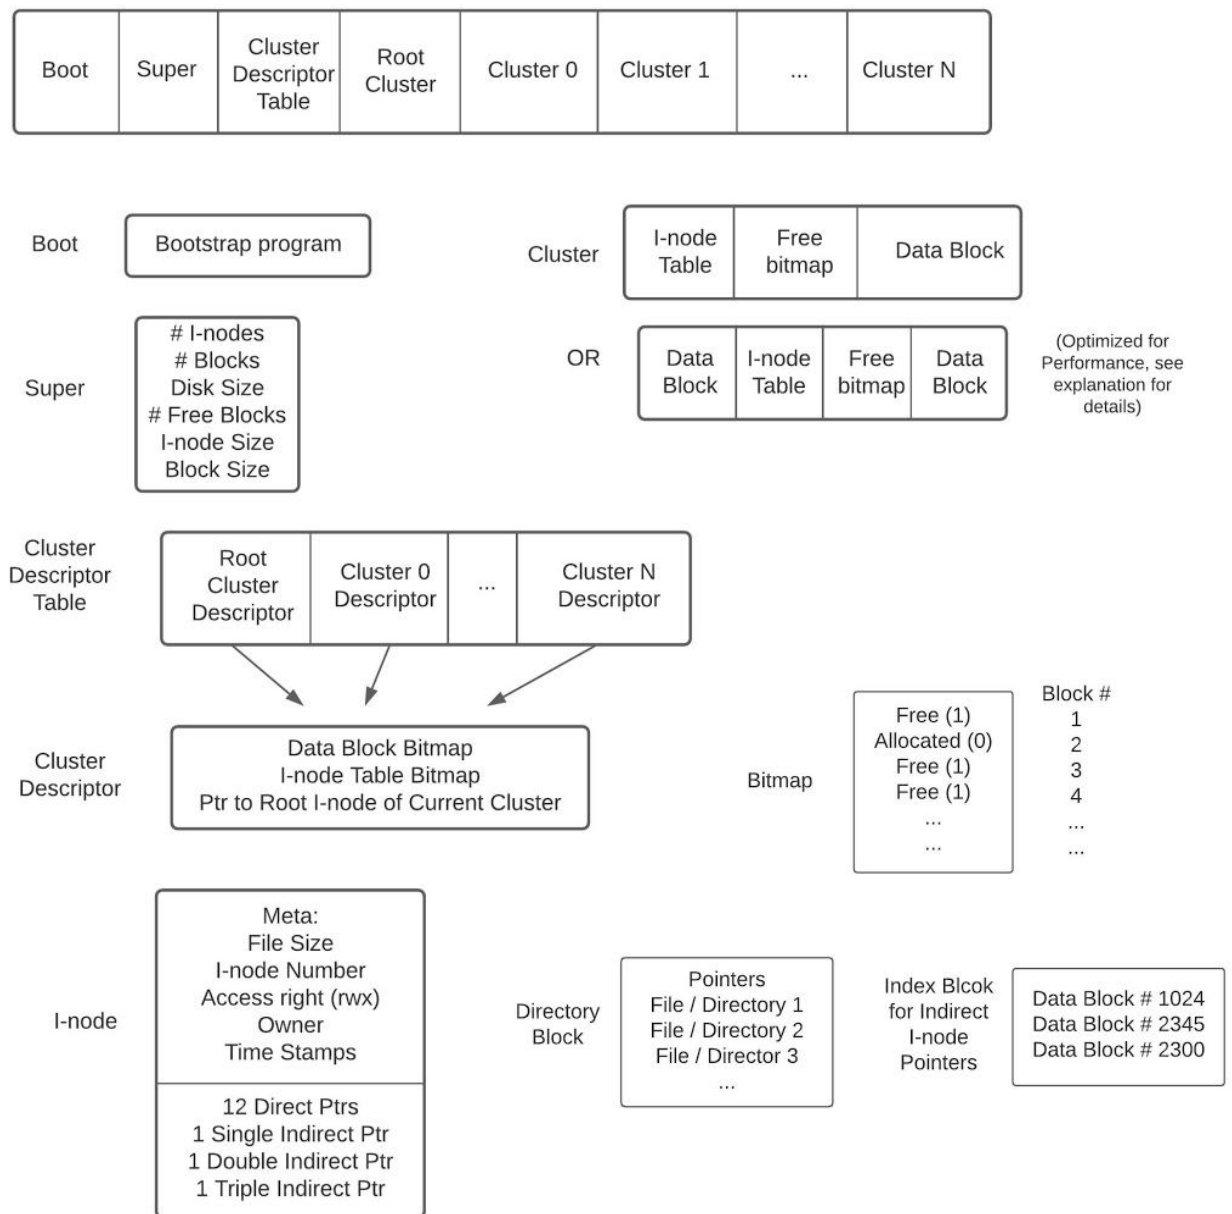 Boot
Super
Cluster
Descriptor
Table
Root
Cluster
Cluster 0
Cluster 1
...
Cluster N
Boot
Bootstrap program
Cluster
I-node
Table
Free
bitmap
Data Block
Super
# I-nodes
# Blocks
Disk Size
# Free Blocks
I-node Size
Block Size
OR
Data
Block
I-node
Table
Free
bitmap
Data
Block
(Optimized for
Performance, see
explanation for
details)
Cluster
Descriptor
Table
Root
Cluster
Descriptor
Cluster 0
Descriptor
...
Cluster N
Descriptor
Cluster
Descriptor
Data Block Bitmap
I-node Table Bitmap
Ptr to Root I-node of Current Cluster
Bitmap
Free (1)
Allocated (0)
Free (1)
Free (1)
...
...
Block #
1
2
3
4
...
...
I-node
Meta:
File Size
I-node Number
Access right (rwx)
Owner
Time Stamps
12 Direct Ptrs
1 Single Indirect Ptr
1 Double Indirect Ptr
1 Triple Indirect Ptr
Directory
Block
Pointers
File / Directory 1
File / Directory 2
File / Director 3
...
Index Blcok
for Indirect
I-node
Pointers
Data Block # 1024
Data Block # 2345
Data Block # 2300